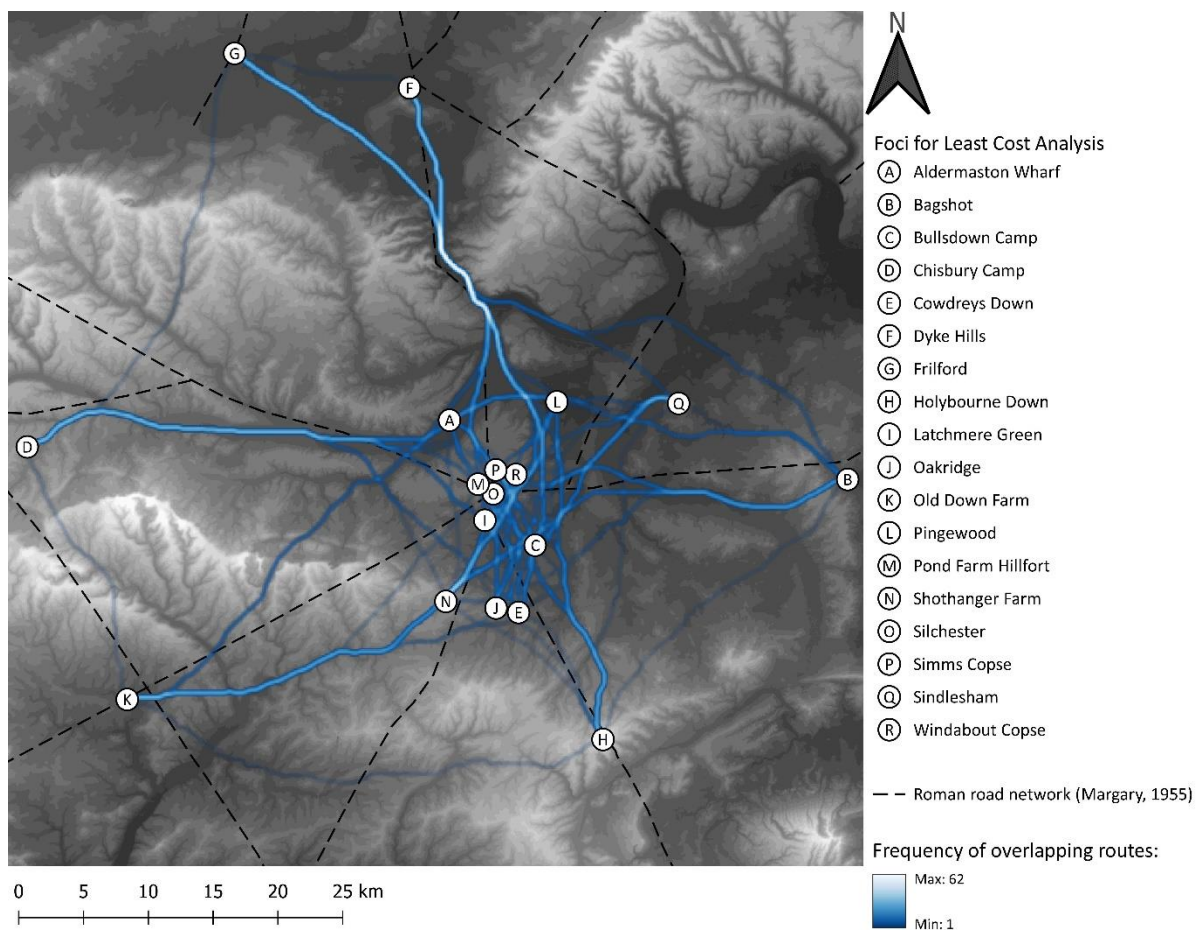 G
F
A
L
Q
D
P
R
M
O
B
I
C
N
J
E
K
H
N
Foci for Least Cost Analysis
A Aldermaston Wharf
B Bagshot
C Bullsdown Camp
D Chisbury Camp
E Cowdreys Down
F Dyke Hills
G Frilford
H Holybourne Down
I Latchmere Green
J Oakridge
K Old Down Farm
L Pingewood
M Pond Farm Hillfort
N Shothanger Farm
O Silchester
P Simms Copse
Q Sindlesham
R Windabout Copse
Roman road network (Margary, 1955)
Frequency of overlapping routes:
Max: 62
Min: 1
0 5 10 15 20 25 km